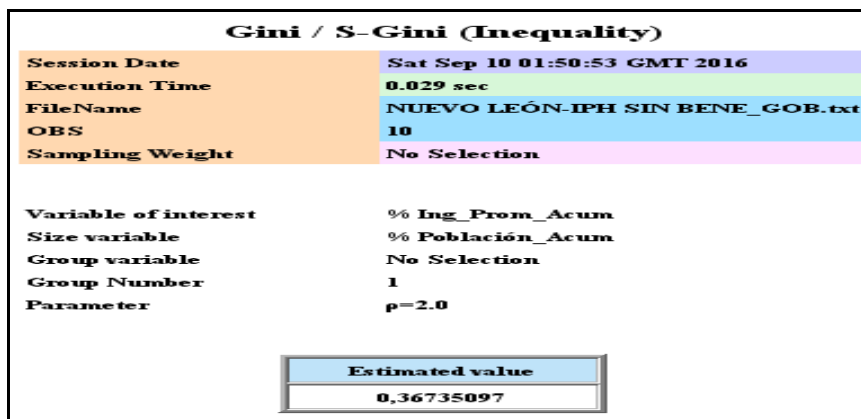 Gini / S-Gini (Inequality)
Session Date Sat Sep 10 01:50:53 GMT 2016
Execution Time 0.029 sec
FileName NUEVO LEÓN-IPH SIN BENE_GOB.txt
OBS 10
Sampling Weight No Selection
Variable of interest % Ing_Prom_Acum
Size variable % Población_Acum
Group variable No Selection
Group Number 1
Parameter ρ=2.0
Estimated value
0,36735097